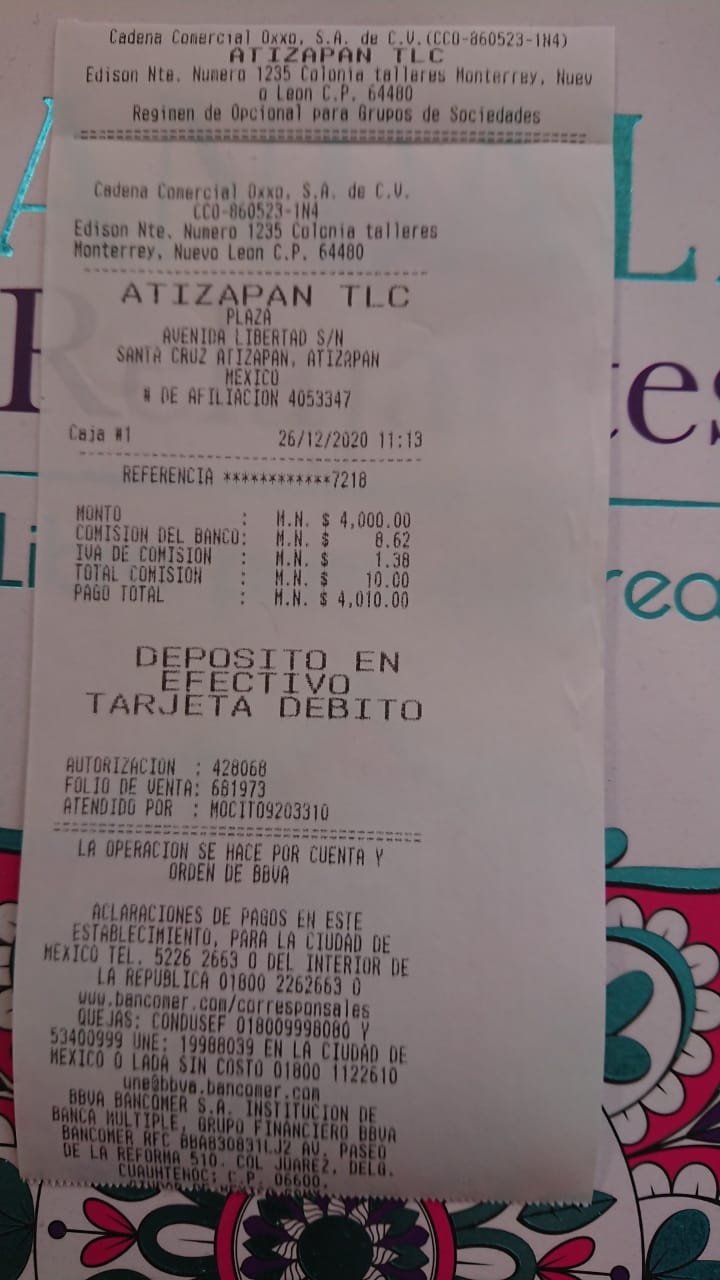 Cadena Comercial Oxxo, S.A. de C.V.(CCO-860523-1N4)
ATIZAPAN TLC
Edison Nte. Numero 1235 Colonia talleres Monterrey, Nuev
o Leon C.P. 64480
Regimen de Opcional para Grupos de Sociedades
Cadena Comercial Oxxo, S.A. de C.V.
CCO-860523-1N4
Edison Nte. Numero 1235 Colonia talleres
Monterrey, Nuevo Leon C.P. 64480
ATIZAPAN TLC
PLAZA
AVENIDA LIBERTAD S/N
SANTA CRUZ ATIZAPAN, ATIZAPAN
MEXICO
# DE AFILIACION 4053347
Caja #1 26/12/2020 11:13
REFERENCIA ************7218
MONTO : M.N. $ 4,000.00
COMISION DEL BANCO: M.N. $ 8.62
IVA DE COMISION : M.N. $ 1.38
TOTAL COMISION : M.N. $ 10.00
PAGO TOTAL : M.N. $ 4,010.00
DEPOSITO EN
EFECTIVO
TARJETA DEBITO
AUTORIZACION : 428068
FOLIO DE VENTA: 681973
ATENDIDO POR : MOCITO9203310
LA OPERACION SE HACE POR CUENTA Y
ORDEN DE BBVA
ACLARACIONES DE PAGOS EN ESTE
ESTABLECIMIENTO, PARA LA CIUDAD DE
MEXICO TEL. 5226 2663 O DEL INTERIOR DE
LA REPUBLICA 01800 2262663 O
www.bancomer.com/corresponsales
QUEJAS: CONDUSEF 018009998080 Y
53400999 UNE: 19988039 EN LA CIUDAD DE
MEXICO O LADA SIN COSTO 01800 1122610
une@bbva.bancomer.com
BBVA BANCOMER S.A. INSTITUCION DE
BANCA MULTIPLE, GRUPO FINANCIERO BBVA
BANCOMER RFC BBA830831LJ2 AV. PASEO
DE LA REFORMA 510. COL JUAREZ, DELG.
CUAUHTENOC; C.P. 06600.